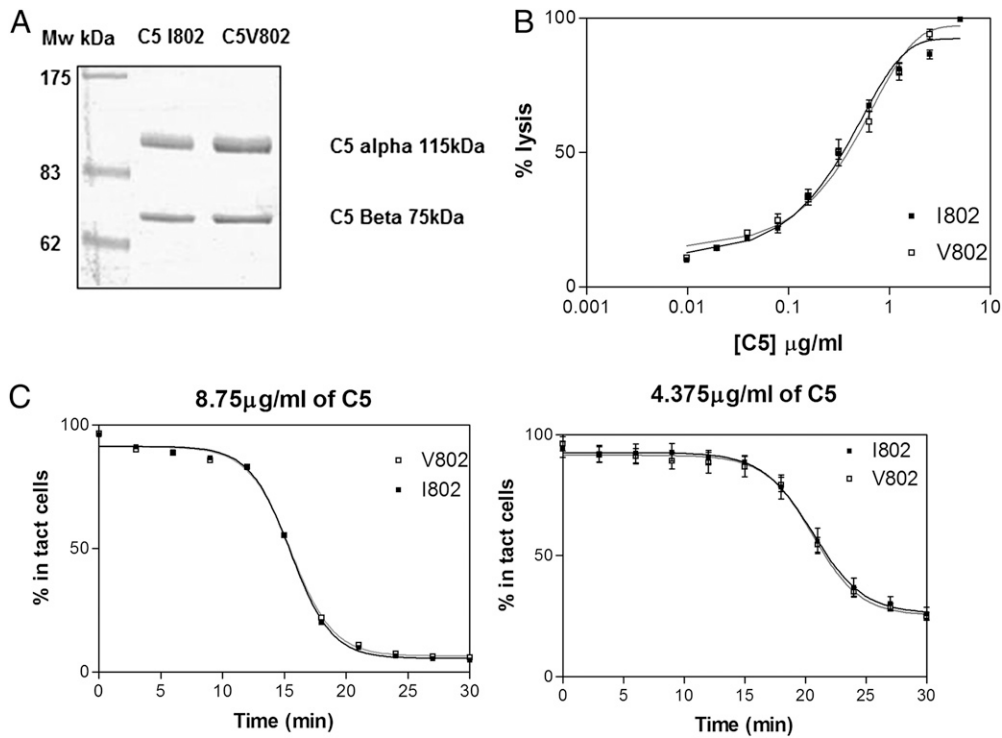 A
Mw kDa C5 I802 C5V802
175
83
62
C5 alpha 115kDa
C5 Beta 75kDa
B
% lysis
100
50
0
0.001 0.01 0.1 1 10
[C5] µg/ml
I802
V802
C
8.75µg/ml of C5
% in tact cells
100
50
0
0 5 10 15 20 25 30
Time (min)
V802
I802
4.375µg/ml of C5
% in tact cells
100
50
0
0 5 10 15 20 25 30
Time (min)
I802
V802